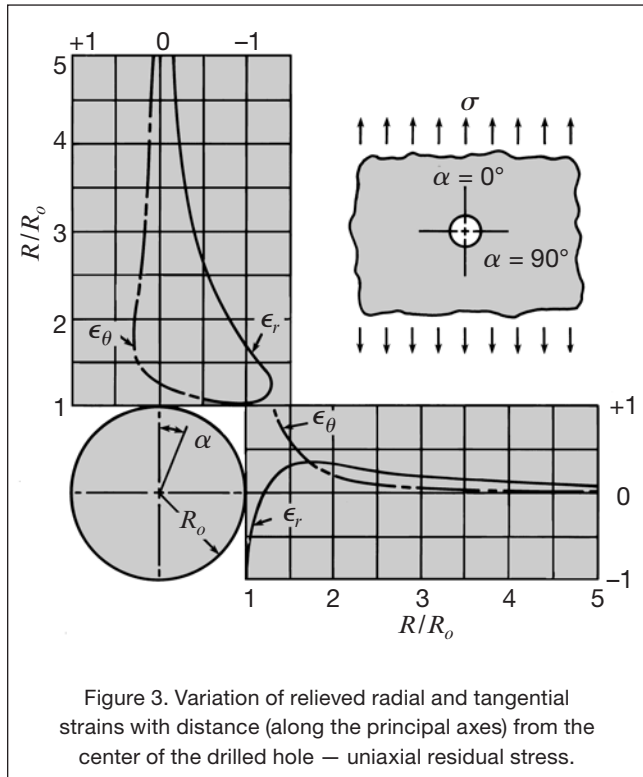 +1 0 −1
5
4
3
2
1
R/Rₒ
ϵθ
ϵr
σ
α = 0°
α = 90°
α
Rₒ
ϵθ
ϵr
+1
0
−1
1 2 3 4 5
R/Rₒ
Figure 3. Variation of relieved radial and tangential
strains with distance (along the principal axes) from the
center of the drilled hole — uniaxial residual stress.